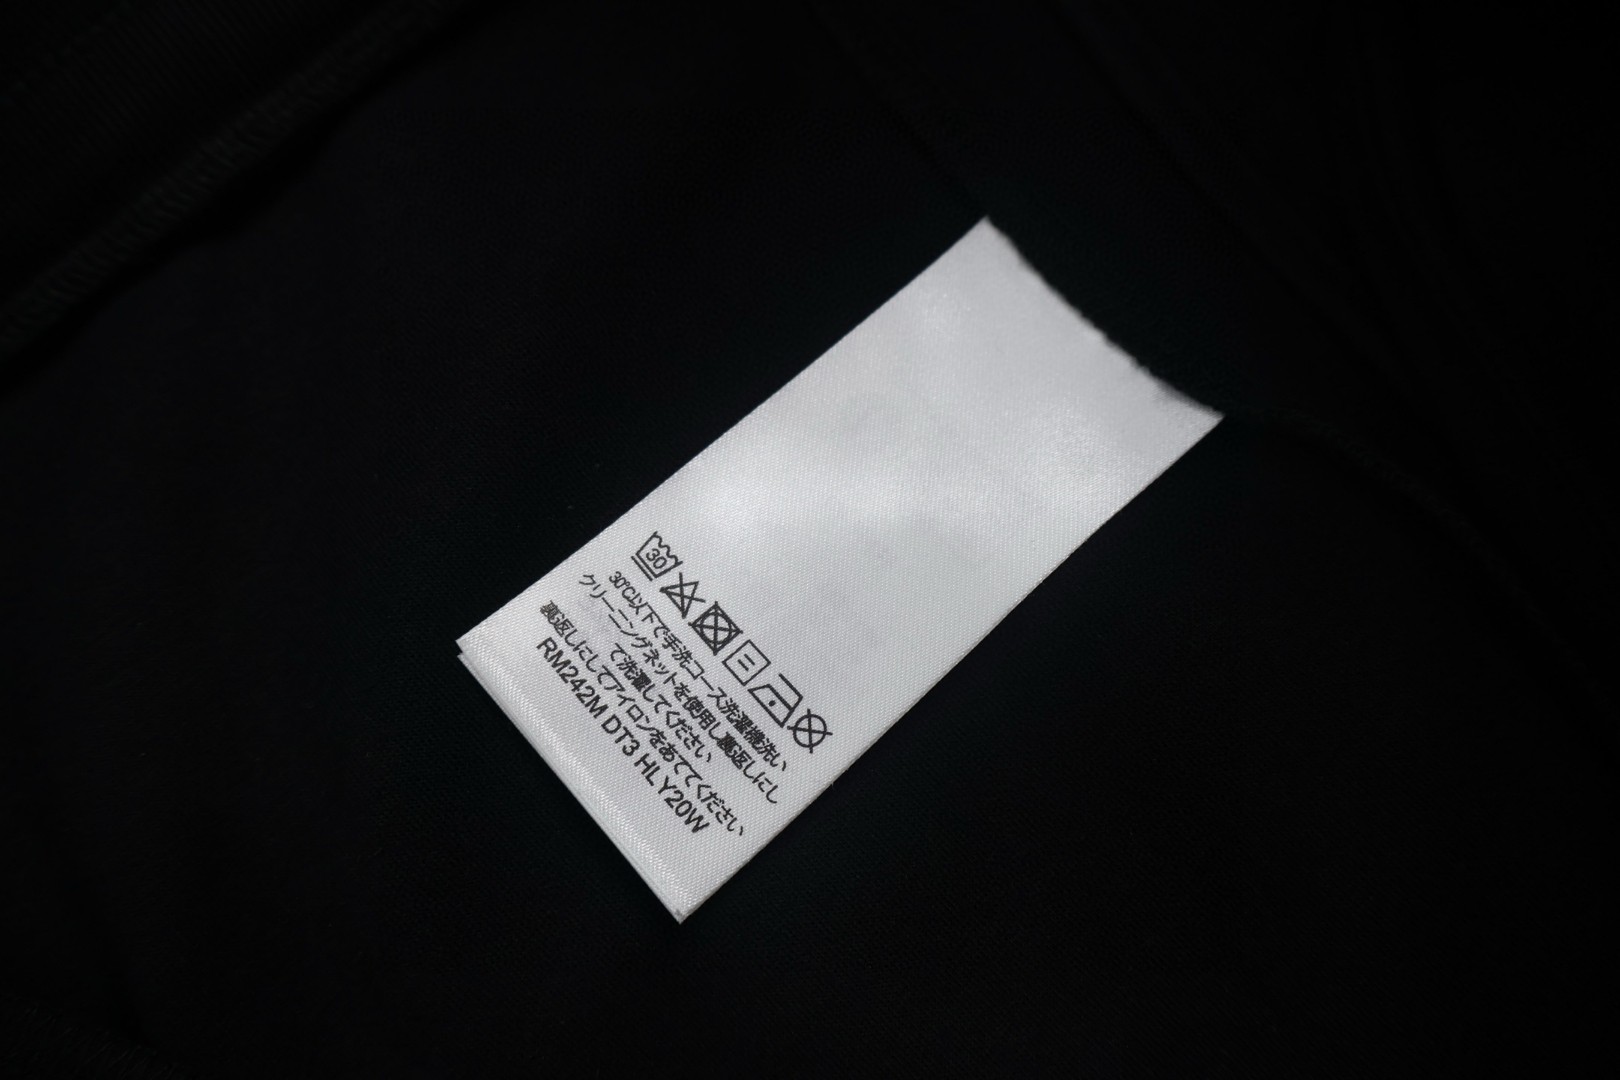 30
30℃以下で手洗コース洗濯機洗い
クリーニングネットを使用し裏返しにし
て洗濯してください
裏返しにしてアイロンをあててください
RM242M DT3 HLY20W